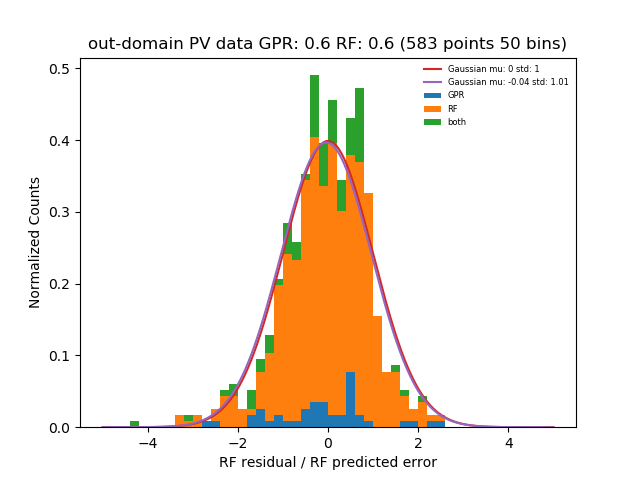 out-domain PV data GPR: 0.6 RF: 0.6 (583 points 50 bins)
Gaussian mu: 0 std: 1
Gaussian mu: -0.04 std: 1.01
GPR
RF
both
0.5
0.4
0.3
0.2
0.1
0.0
Normalized Counts
−4
−2
0
2
4
RF residual / RF predicted error